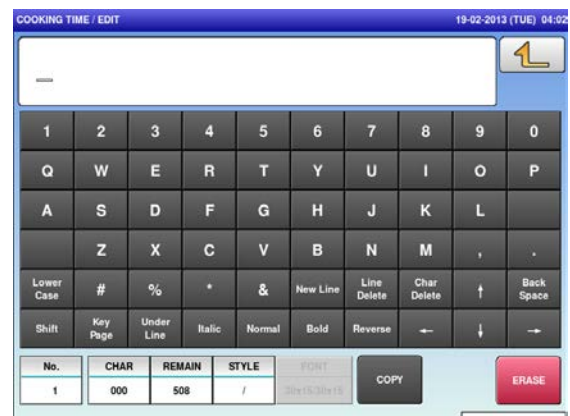 COOKING TIME / EDIT 19-02-2013 (TUE) 04:02
1 2 3 4 5 6 7 8 9 0
Q W E R T Y U I O P
A S D F G H J K L
Z X C V B N M , .
Lower Case # % * & New Line Line Delete Char Delete ↑ Back Space
Shift Key Page Under Line Italic Normal Bold Reverse ← ↓ →
No. CHAR REMAIN STYLE FONT
1 000 508 / 30x15/30x15
COPY ERASE